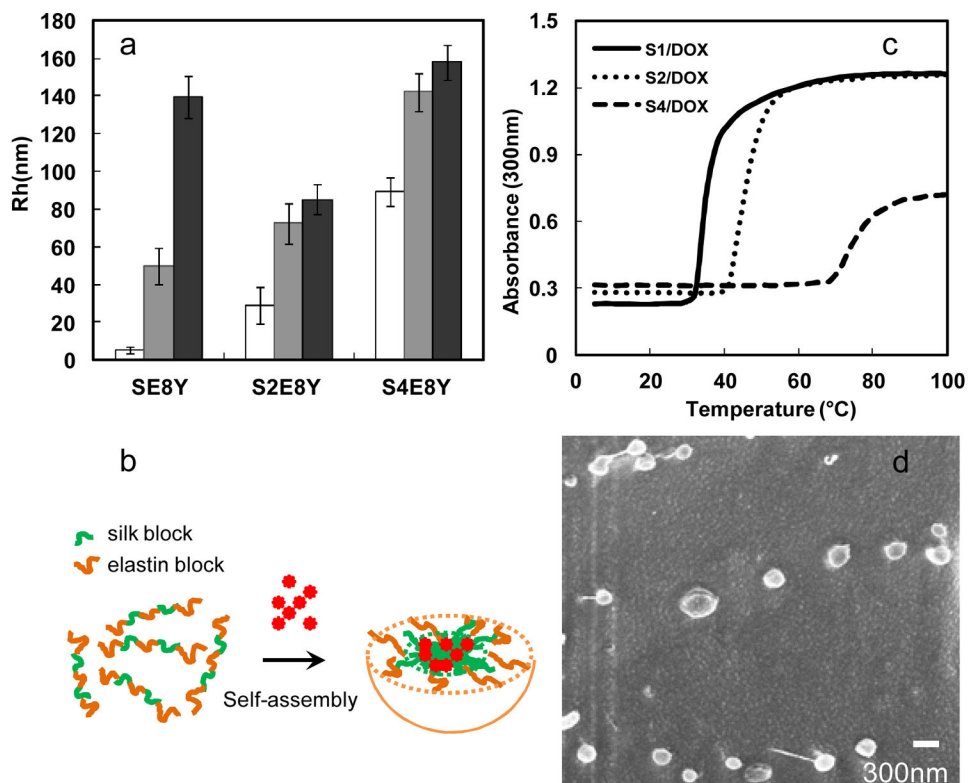 a
180
160
140
120
100
80
60
40
20
0
Rh(nm)
SE8Y S2E8Y S4E8Y
c
S1/DOX
S2/DOX
S4/DOX
1.5
1.2
0.9
0.6
0.3
0
Absorbance (300nm)
0 20 40 60 80 100
Temperature (°C)
b
silk block
elastin block
Self-assembly
d
300nm